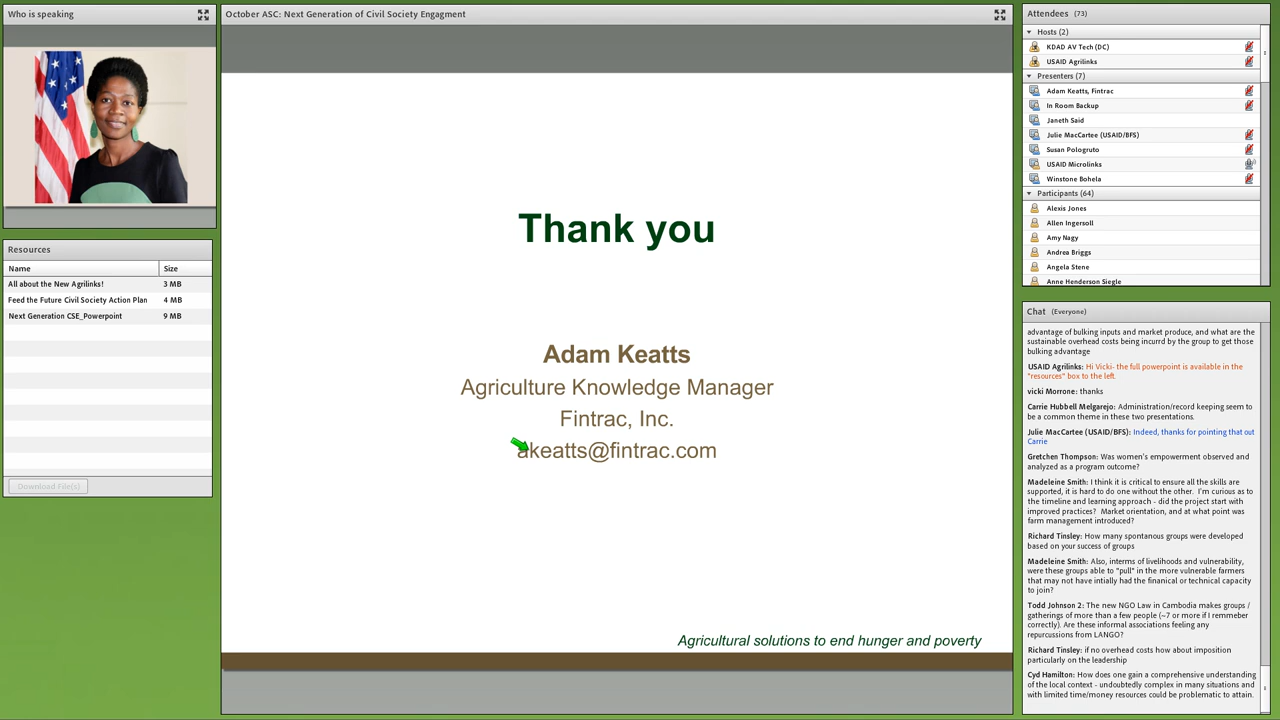 Who is speaking
Resources
Name Size
All about the New Agrilinks! 3 MB
Feed the Future Civil Society Action Plan 4 MB
Next Generation CSE_Powerpoint 9 MB
Download File(s)
October ASC: Next Generation of Civil Society Engagment
Thank you
Adam Keatts
Agriculture Knowledge Manager
Fintrac, Inc.
akeatts@fintrac.com
Agricultural solutions to end hunger and poverty
Attendees (73)
Hosts (2)
KDAD AV Tech (DC)
USAID Agrilinks
Presenters (7)
Adam Keatts, Fintrac
In Room Backup
Janeth Said
Julie MacCartee (USAID/BFS)
Susan Pologruto
USAID Microlinks
Winstone Bohela
Participants (64)
Alexis Jones
Allen Ingersoll
Amy Nagy
Andrea Briggs
Angela Stene
Anne Henderson Siegle
Chat (Everyone)
advantage of bulking inputs and market produce, and what are the
sustainable overhead costs being incurrd by the group to get those
bulking advantage
USAID Agrilinks: Hi Vicki- the full powerpoint is available in the
"resources" box to the left.
vicki Morrone: thanks
Carrie Hubbell Melgarejo: Administration/record keeping seem to
be a common theme in these two presentations.
Julie MacCartee (USAID/BFS): Indeed, thanks for pointing that out
Carrie
Gretchen Thompson: Was women's empowerment observed and
analyzed as a program outcome?
Madeleine Smith: I think it is critical to ensure all the skills are
supported, it is hard to do one without the other. I'm curious as to
the timeline and learning approach - did the project start with
improved practices? Market orientation, and at what point was
farm management introduced?
Richard Tinsley: How many spontanous groups were developed
based on your success of groups
Madeleine Smith: Also, interms of livelihoods and vulnerability,
were these groups able to "pull" in the more vulnerable farmers
that may not have intially had the finanical or technical capacity
to join?
Todd Johnson 2: The new NGO Law in Cambodia makes groups /
gatherings of more than a few people (~7 or more if I remmeber
correctly). Are these informal associations feeling any
repurcussions from LANGO?
Richard Tinsley: if no overhead costs how about imposition
particularly on the leadership
Cyd Hamilton: How does one gain a comprehensive understanding
of the local context - undoubtedly complex in many situations and
with limited time/money resources could be problematic to attain.